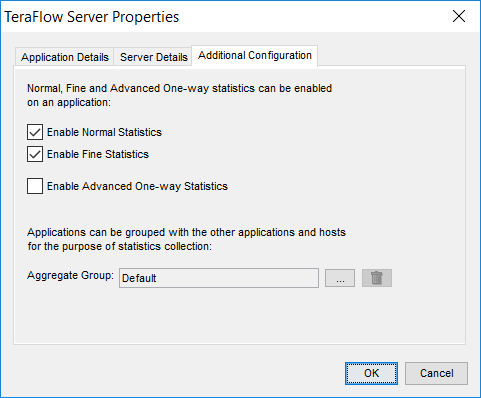 TeraFlow Server Properties
Application Details Server Details Additional Configuration
Normal, Fine and Advanced One-way statistics can be enabled
on an application:
Enable Normal Statistics
Enable Fine Statistics
Enable Advanced One-way Statistics
Applications can be grouped with the other applications and hosts
for the purpose of statistics collection:
Aggregate Group: Default ...
OK Cancel